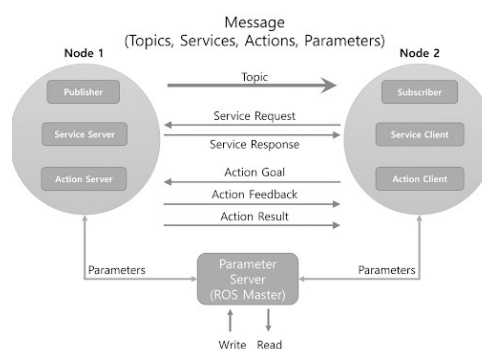 Message
(Topics, Services, Actions, Parameters)
Node 1
Node 2
Publisher
Topic
Subscriber
Service Server
Service Request
Service Response
Service Client
Action Server
Action Goal
Action Feedback
Action Result
Action Client
Parameters
Parameter
Server
(ROS Master)
Parameters
Write Read